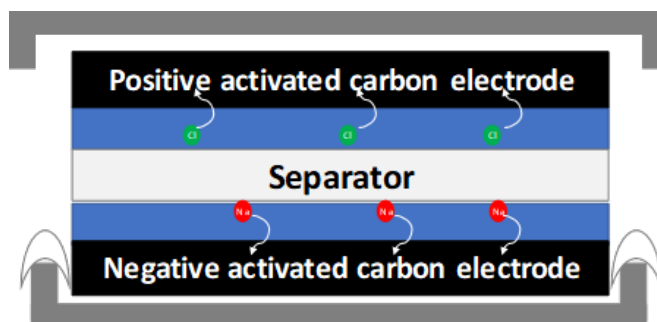 Positive activated carbon electrode
Cl Cl Cl
Separator
Na Na Na
Negative activated carbon electrode